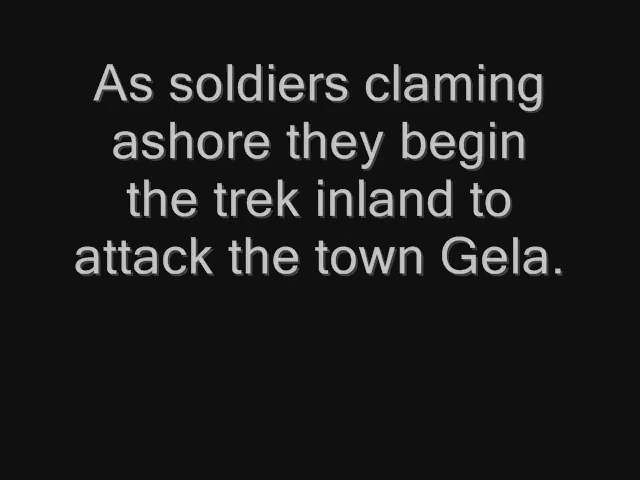 As soldiers claming
ashore they begin
the trek inland to
attack the town Gela.